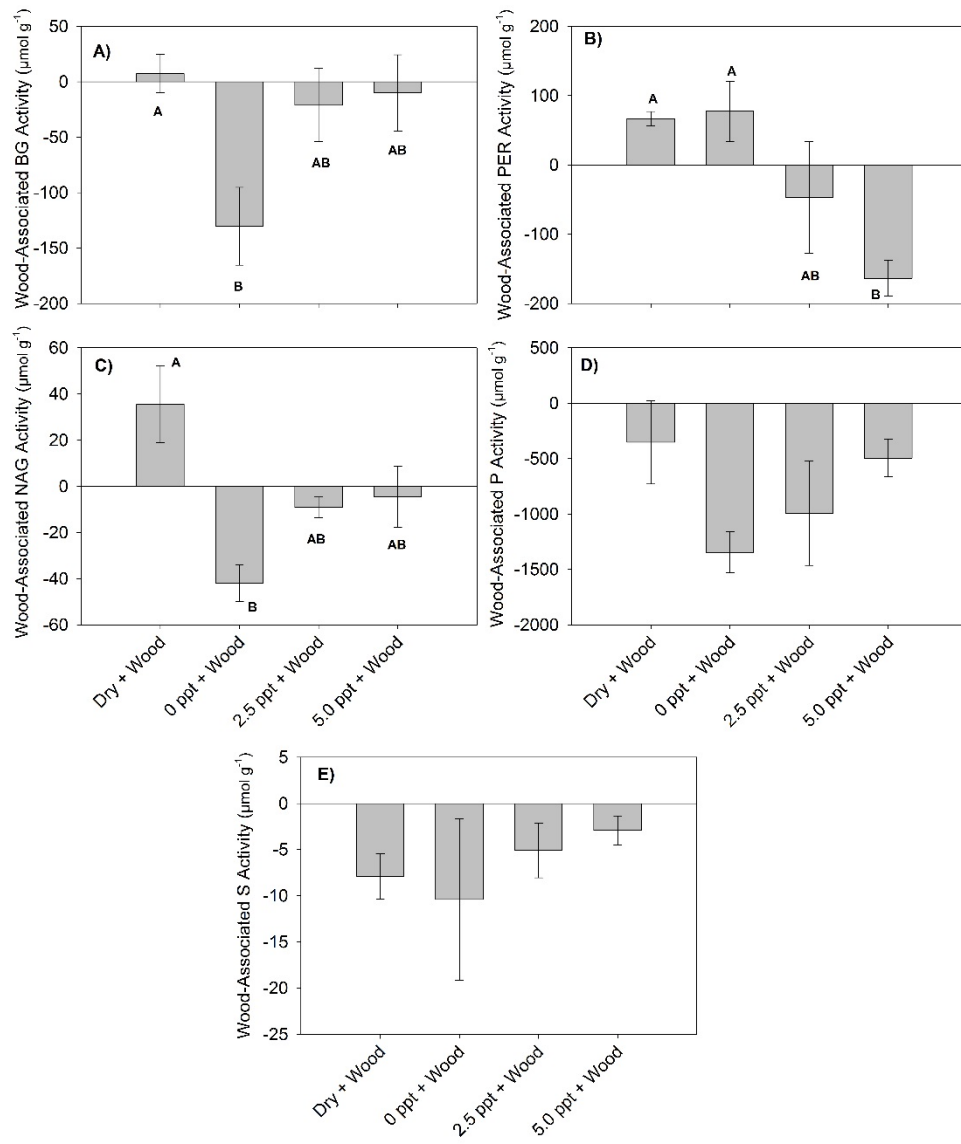 A)
Wood-Associated BG Activity (μmol g⁻¹)
50
0
-50
-100
-150
-200
A
B
AB
AB
B)
Wood-Associated PER Activity (μmol g⁻¹)
200
100
0
-100
-200
A
A
AB
B
C)
Wood-Associated NAG Activity (μmol g⁻¹)
60
40
20
0
-20
-40
-60
A
B
AB
AB
Dry + Wood
0 ppt + Wood
2.5 ppt + Wood
5.0 ppt + Wood
D)
Wood-Associated P Activity (μmol g⁻¹)
500
0
-500
-1000
-1500
-2000
Dry + Wood
0 ppt + Wood
2.5 ppt + Wood
5.0 ppt + Wood
E)
Wood-Associated S Activity (μmol g⁻¹)
5
0
-5
-10
-15
-20
-25
Dry + Wood
0 ppt + Wood
2.5 ppt + Wood
5.0 ppt + Wood